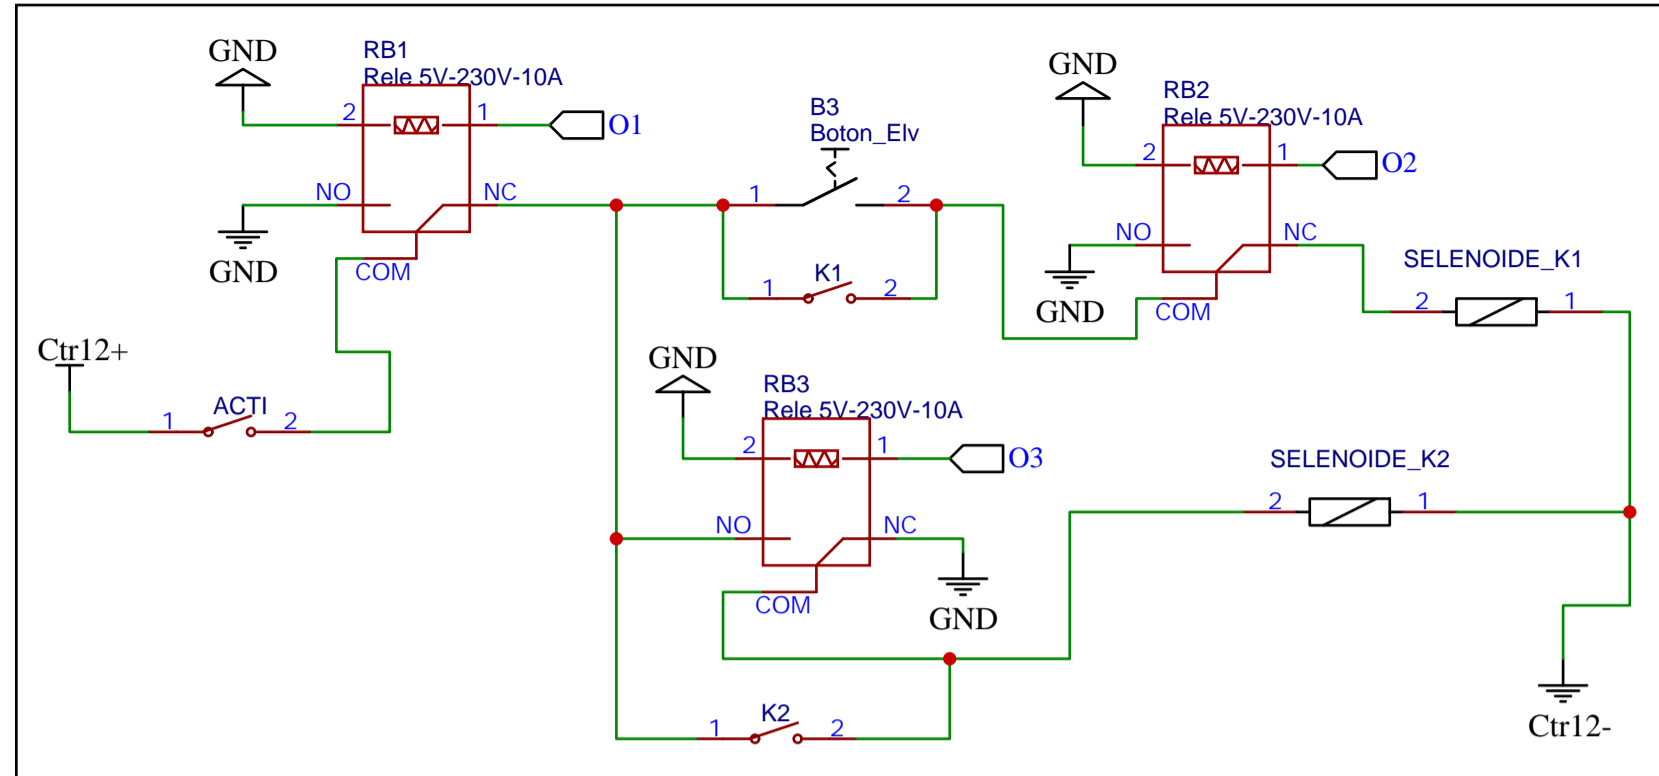 GND
RB1
Rele 5V-230V-10A
2
1
O1
NO
NC
GND
COM
Ctr12+
1
ACTI
2
B3
Boton_Elv
1
2
K1
1
2
GND
RB2
Rele 5V-230V-10A
2
1
O2
NO
NC
GND
COM
SELENOIDE_K1
2
1
GND
RB3
Rele 5V-230V-10A
2
1
O3
NO
NC
COM
GND
SELENOIDE_K2
2
1
K2
1
2
Ctr12-